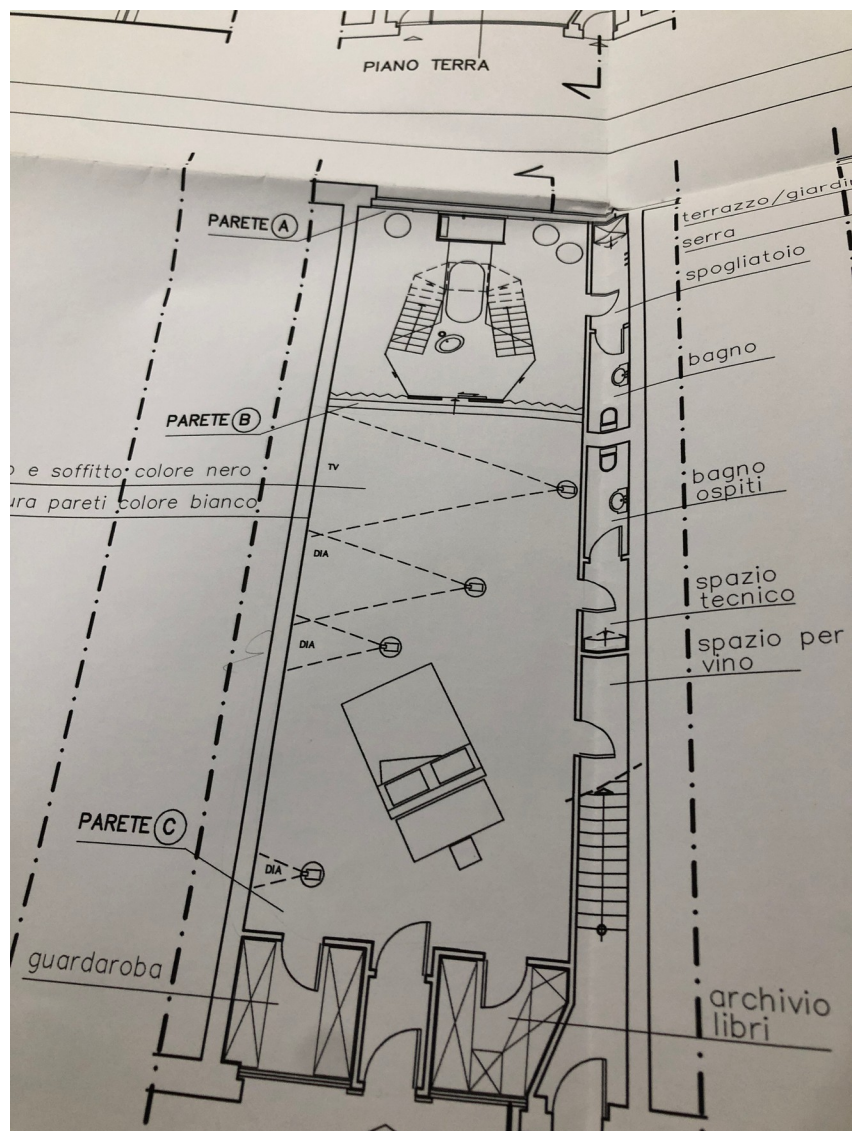 PIANO TERRA
terrazzo/giardi
serra
PARETE A
spogliatoio
bagno
PARETE B
o e soffitto colore nero
TV
bagno
ospiti
ura pareti colore bianco
DIA
spazio
tecnico
DIA
spazio per
vino
PARETE C
DIA
guardaroba
archivio
libri